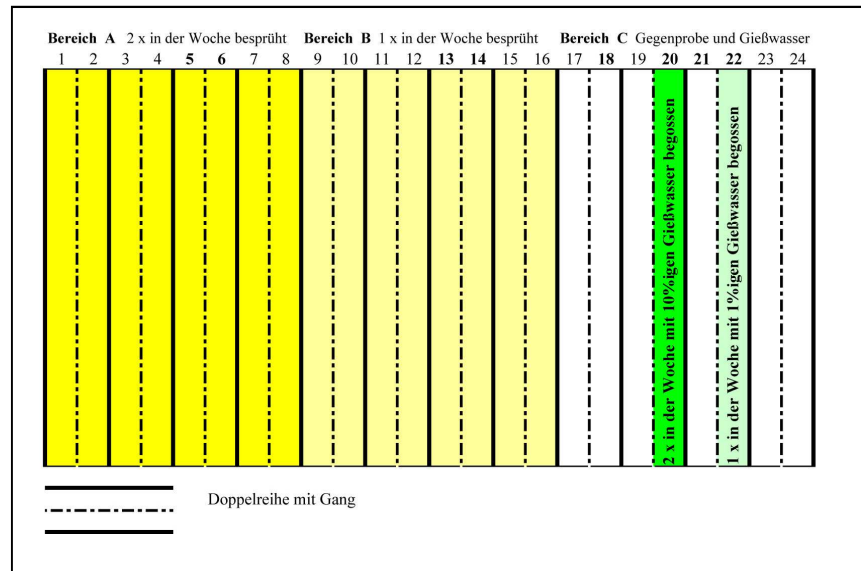 Bereich A 2 x in der Woche besprüht Bereich B 1 x in der Woche besprüht Bereich C Gegenprobe und Gießwasser
1 2 3 4 5 6 7 8 9 10 11 12 13 14 15 16 17 18 19 20 21 22 23 24
2 x in der Woche mit 10%igen Gießwasser begossen
1 x in der Woche mit 1%igen Gießwasser begossen
Doppelreihe mit Gang